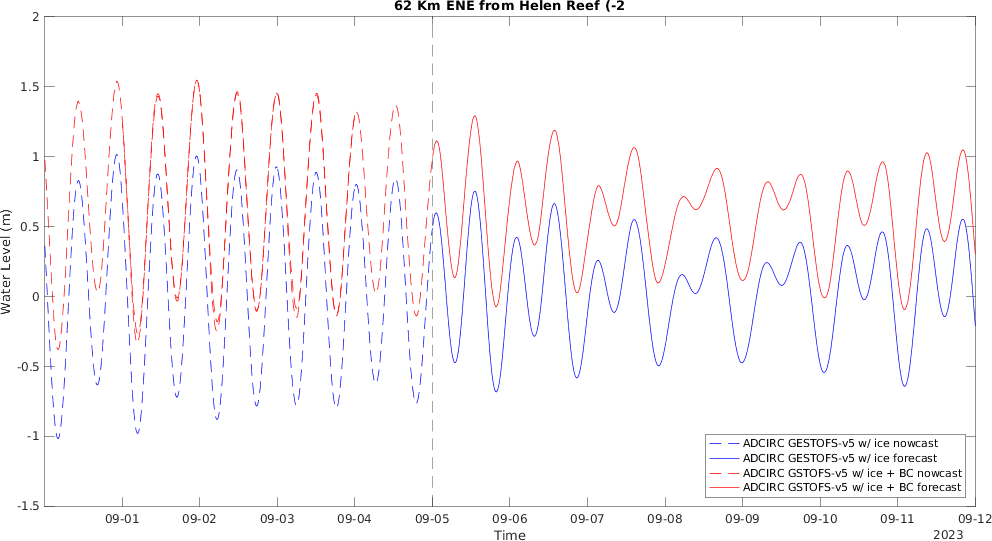 62 Km ENE from Helen Reef (-2
2
1.5
1
0.5
0
-0.5
-1
-1.5
Water Level (m)
09-01 09-02 09-03 09-04 09-05 09-06 09-07 09-08 09-09 09-10 09-11 09-12
Time
2023
ADCIRC GESTOFS-v5 w/ ice nowcast
ADCIRC GESTOFS-v5 w/ ice forecast
ADCIRC GSTOFS-v5 w/ ice + BC nowcast
ADCIRC GSTOFS-v5 w/ ice + BC forecast